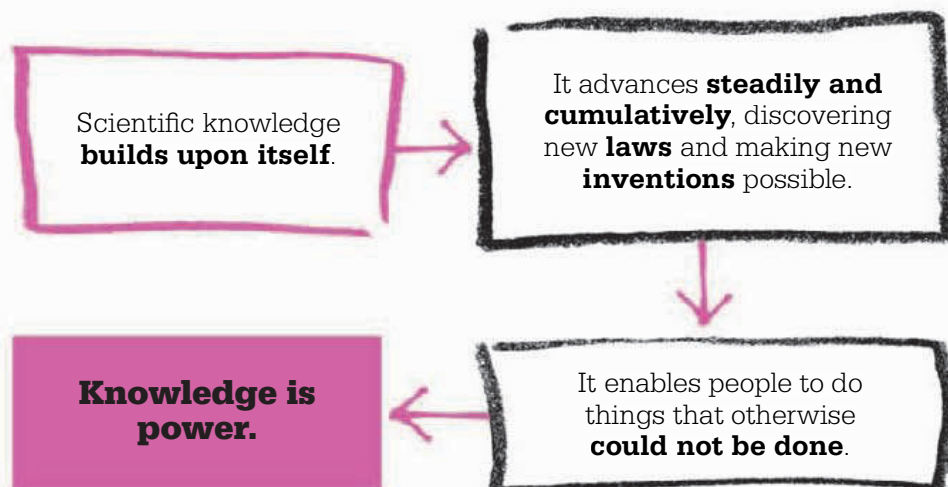 Scientific knowledge
builds upon itself.
It advances steadily and
cumulatively, discovering
new laws and making new
inventions possible.
It enables people to do
things that otherwise
could not be done.
Knowledge is
power.